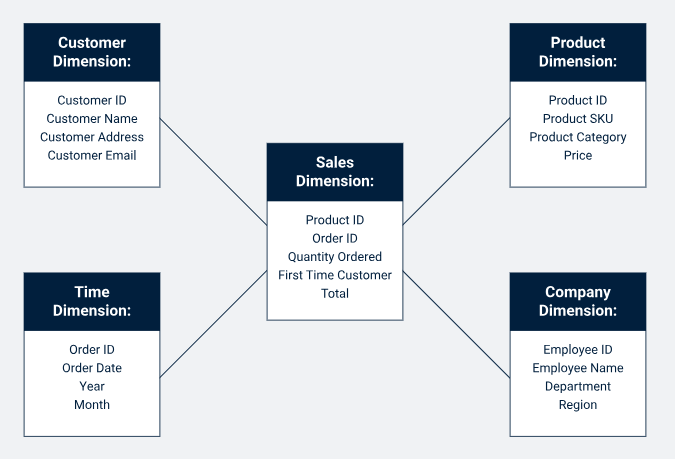 Customer
Dimension:
Customer ID
Customer Name
Customer Address
Customer Email
Product
Dimension:
Product ID
Product SKU
Product Category
Price
Sales
Dimension:
Product ID
Order ID
Quantity Ordered
First Time Customer
Total
Time
Dimension:
Order ID
Order Date
Year
Month
Company
Dimension:
Employee ID
Employee Name
Department
Region